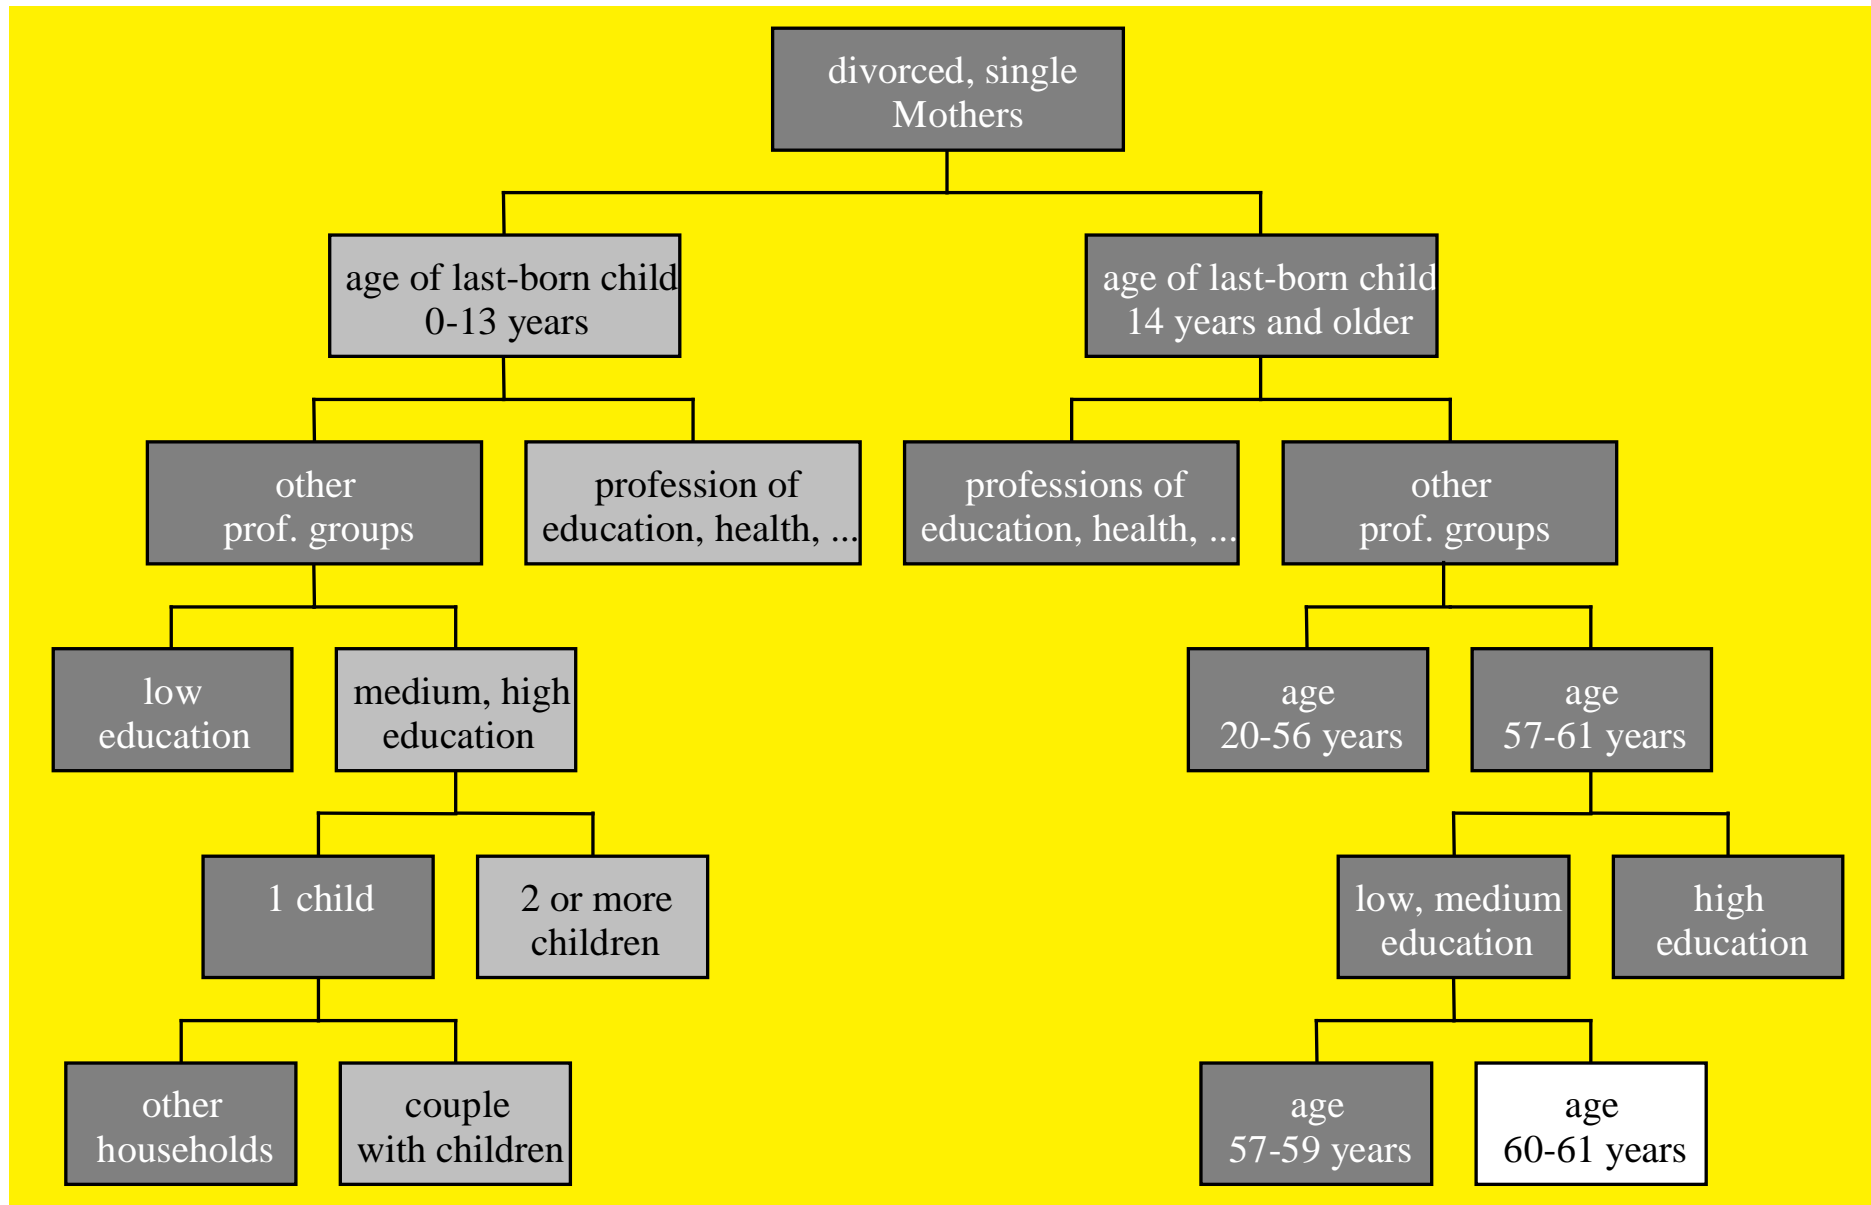 divorced, single
Mothers
age of last-born child
0-13 years
age of last-born child
14 years and older
other
prof. groups
profession of
education, health, ...
professions of
education, health, ...
other
prof. groups
low
education
medium, high
education
age
20-56 years
age
57-61 years
1 child
2 or more
children
low, medium
education
high
education
other
households
couple
with children
age
57-59 years
age
60-61 years